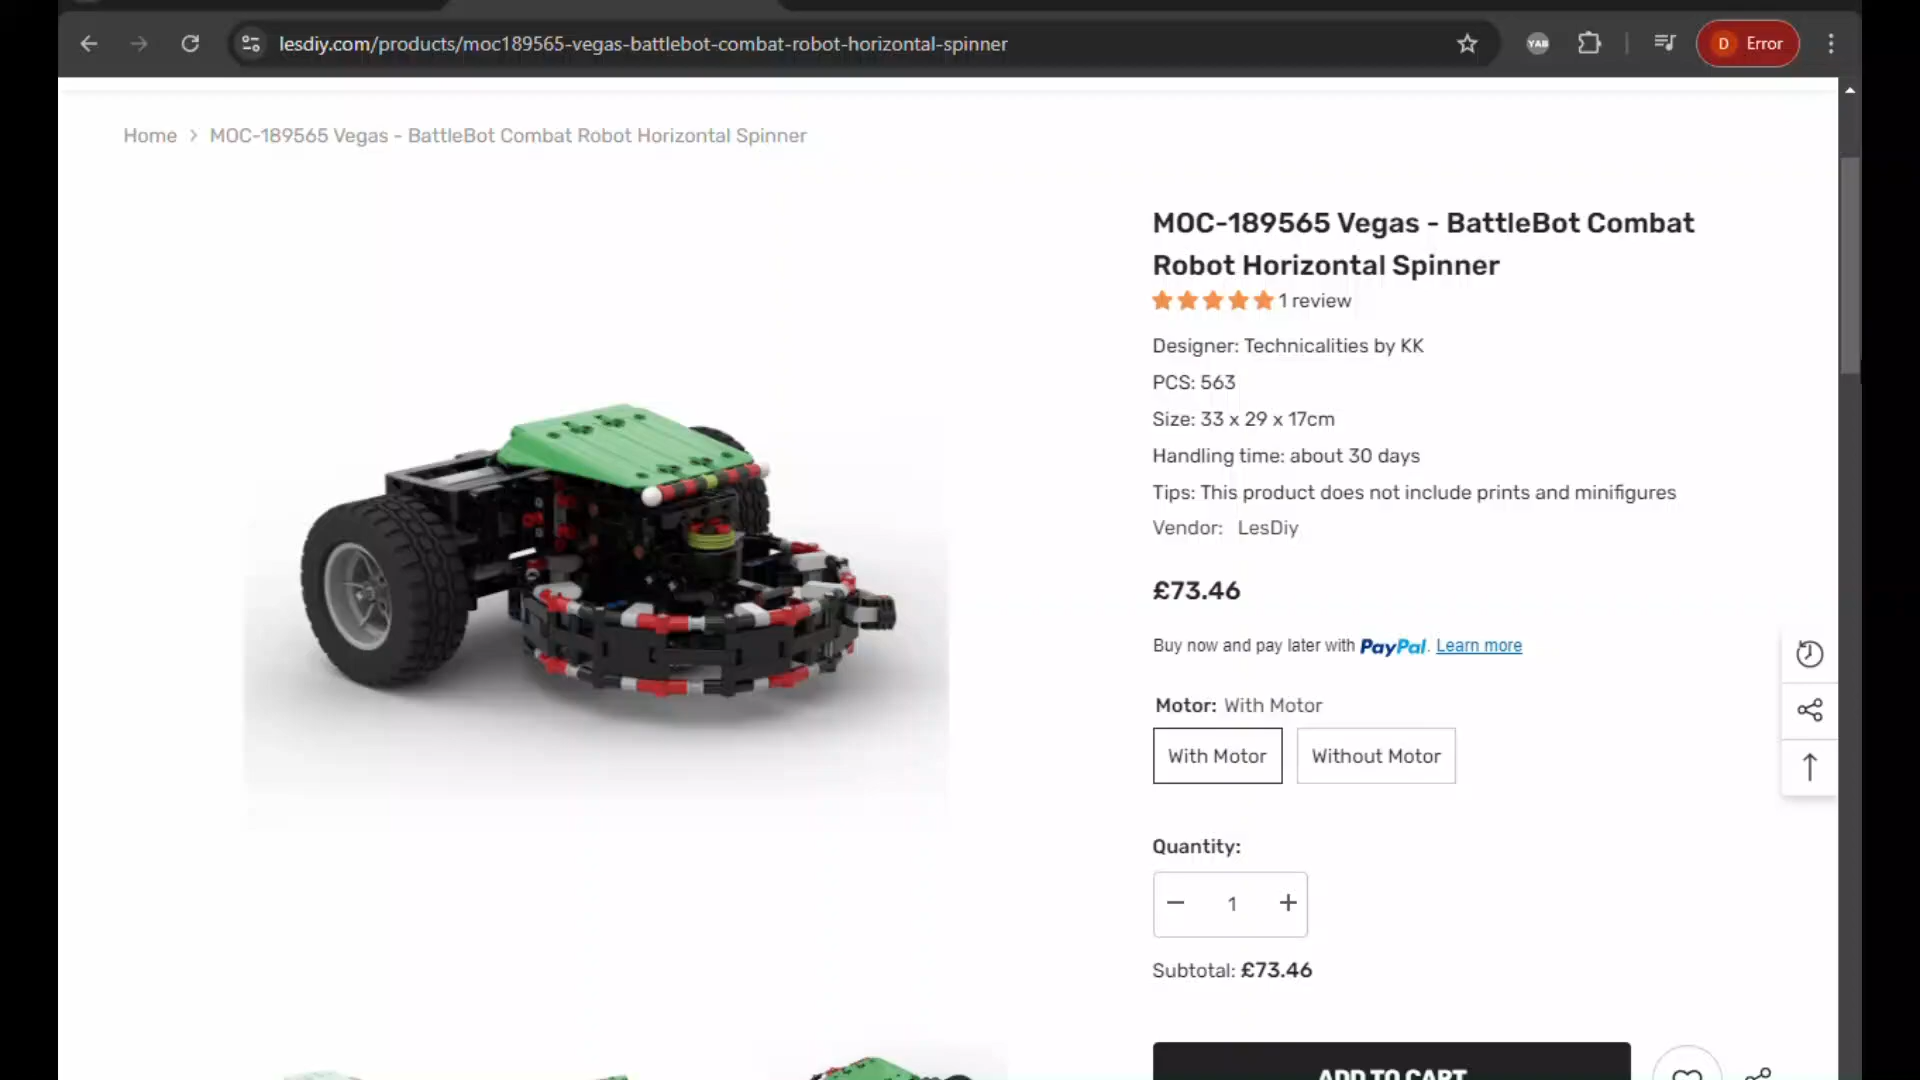 lesdiy.com/products/moc189565-vegas-battlebot-combat-robot-horizontal-spinner
YAB
D Error
Home > MOC-189565 Vegas - BattleBot Combat Robot Horizontal Spinner
MOC-189565 Vegas - BattleBot Combat
Robot Horizontal Spinner
1 review
Designer: Technicalities by KK
PCS: 563
Size: 33 x 29 x 17cm
Handling time: about 30 days
Tips: This product does not include prints and minifigures
Vendor: LesDiy
£73.46
Buy now and pay later with PayPal. Learn more
Motor: With Motor
With Motor Without Motor
Quantity:
− 1 +
Subtotal: £73.46
ADD TO CART